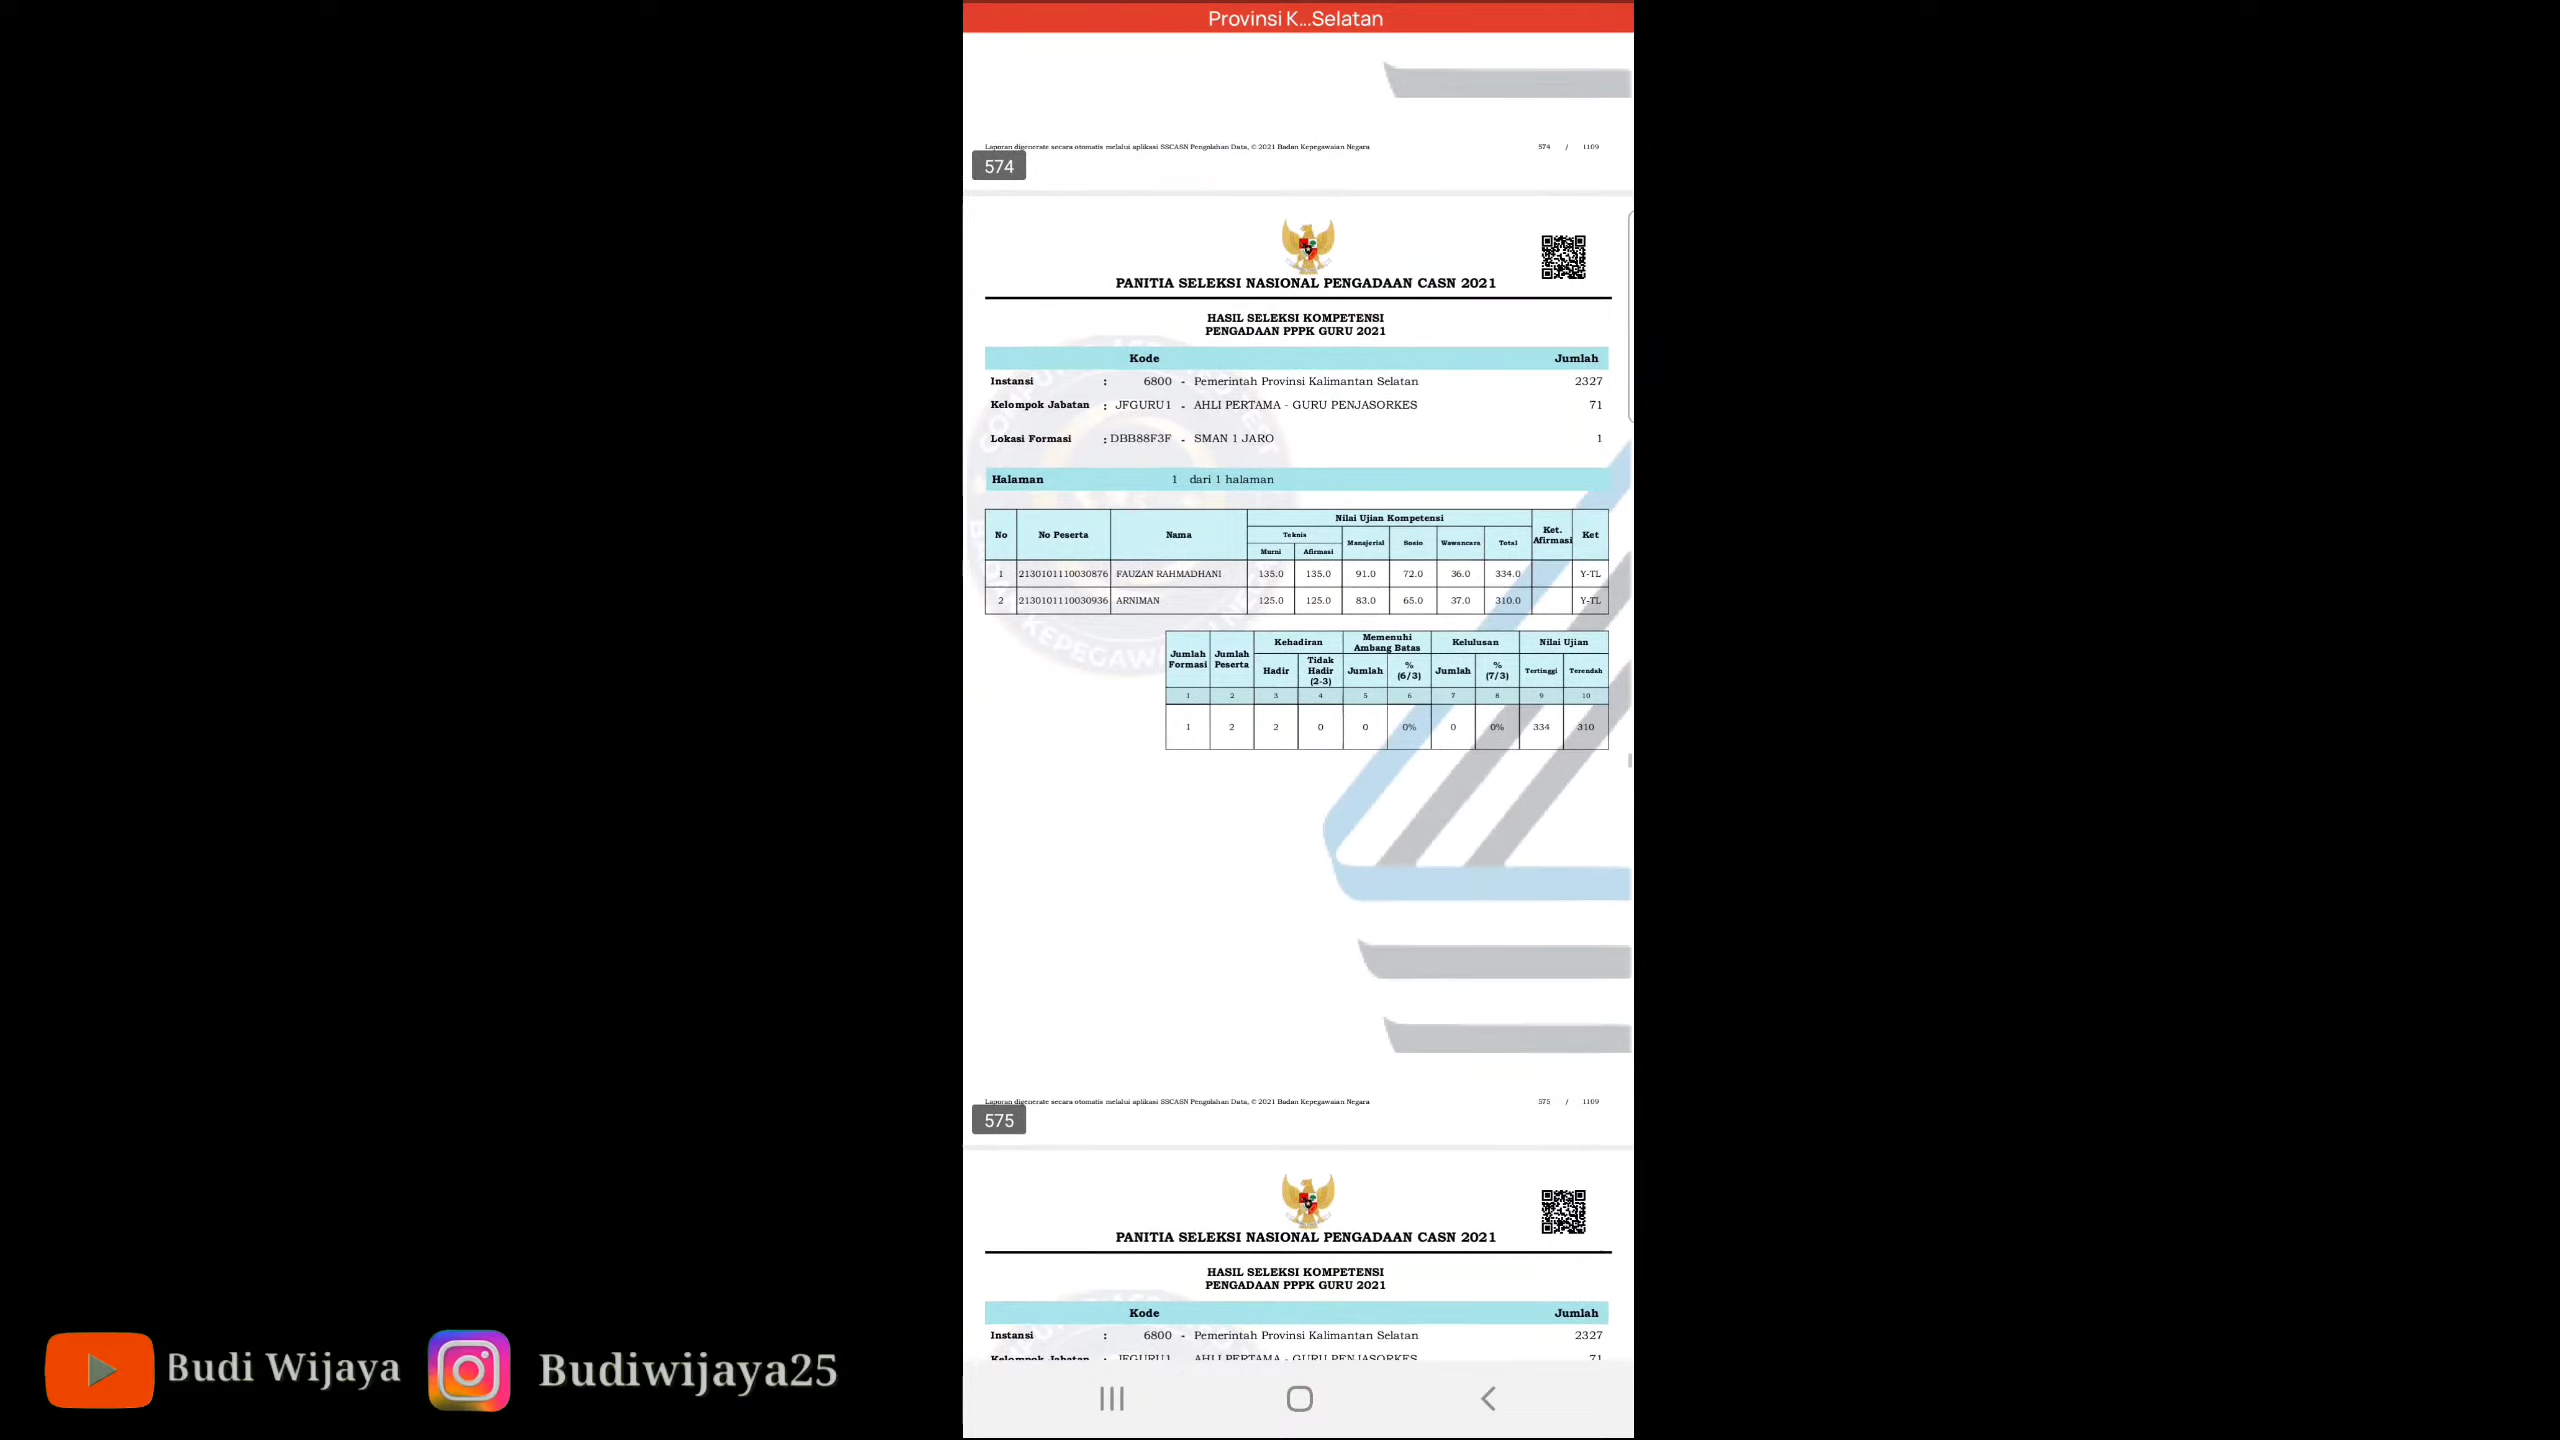 Provinsi K...Selatan
Laporan digenerate secara otomatis melalui aplikasi SSCASN Pengolahan Data, © 2021 Badan Kepegawaian Negara 574 / 1109
574
PANITIA SELEKSI NASIONAL PENGADAAN CASN 2021
HASIL SELEKSI KOMPETENSI
PENGADAAN PPPK GURU 2021
Kode Jumlah
Instansi : 6800 - Pemerintah Provinsi Kalimantan Selatan 2327
Kelompok Jabatan : JFGURU1 - AHLI PERTAMA - GURU PENJASORKES 71
Lokasi Formasi : DBB88F3F - SMAN 1 JARO 1
Halaman 1 dari 1 halaman
No No Peserta Nama Nilai Ujian Kompetensi Ket. Afirmasi Ket
Teknis Manajerial Sosio Wawancara Total
Murni Afirmasi
1 2130101110030876 FAUZAN RAHMADHANI 135.0 135.0 91.0 72.0 36.0 334.0 Y-TL
2 2130101110030936 ARNIMAN 125.0 125.0 83.0 65.0 37.0 310.0 Y-TL
Jumlah Formasi Jumlah Peserta Kehadiran Memenuhi Ambang Batas Kelulusan Nilai Ujian
Hadir Tidak Hadir (2-3) Jumlah % (6/3) Jumlah % (7/3) Tertinggi Terendah
1 2 3 4 5 6 7 8 9 10
1 2 2 0 0 0% 0 0% 334 310
Laporan digenerate secara otomatis melalui aplikasi SSCASN Pengolahan Data, © 2021 Badan Kepegawaian Negara 575 / 1109
575
PANITIA SELEKSI NASIONAL PENGADAAN CASN 2021
HASIL SELEKSI KOMPETENSI
PENGADAAN PPPK GURU 2021
Kode Jumlah
Instansi : 6800 - Pemerintah Provinsi Kalimantan Selatan 2327
Kelompok Jabatan : JFGURU1 AHLI PERTAMA - GURU PENJASORKES 71
Budi Wijaya Budiwijaya25